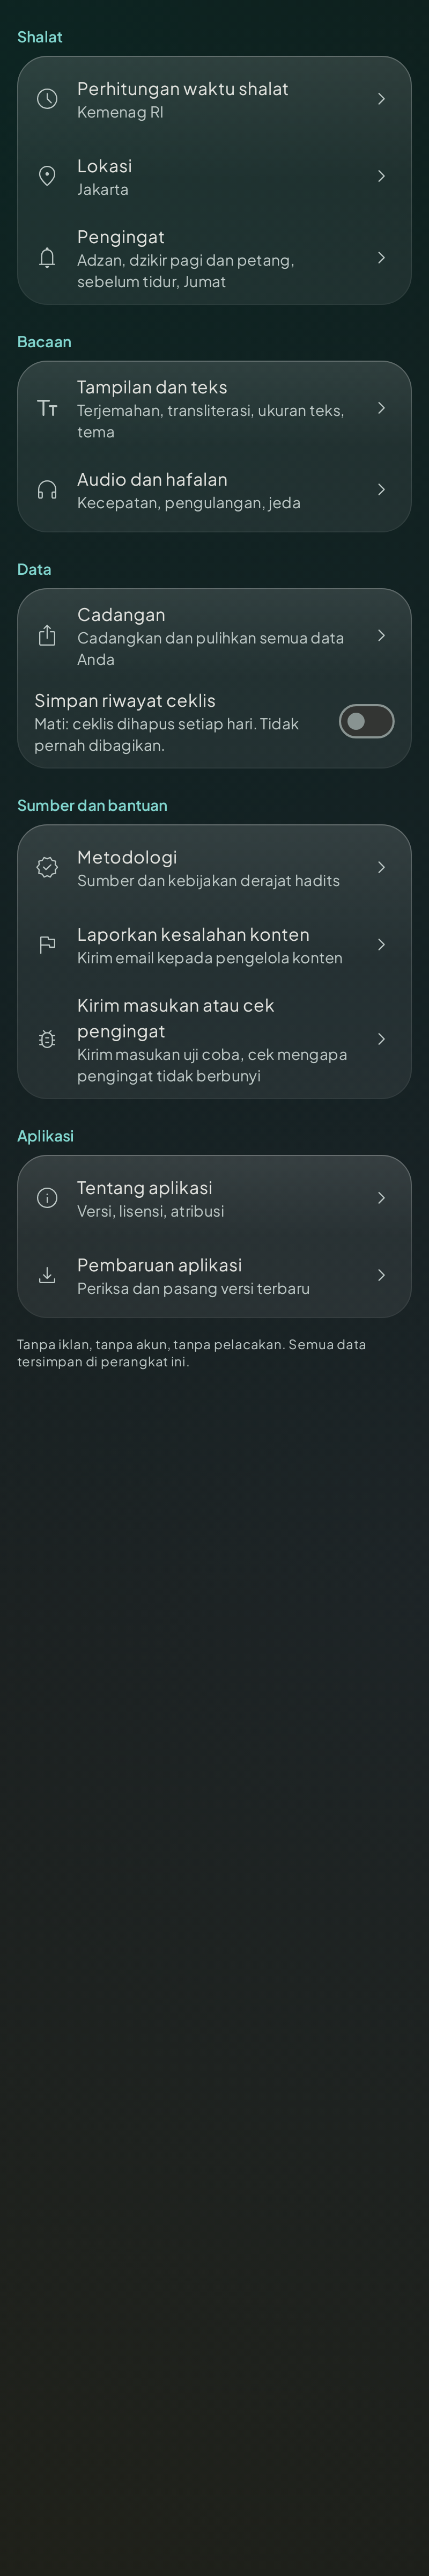 Shalat
Perhitungan waktu shalat
Kemenag RI
Lokasi
Jakarta
Pengingat
Adzan, dzikir pagi dan petang,
sebelum tidur, Jumat
Bacaan
Tampilan dan teks
Terjemahan, transliterasi, ukuran teks,
tema
Audio dan hafalan
Kecepatan, pengulangan, jeda
Data
Cadangan
Cadangkan dan pulihkan semua data
Anda
Simpan riwayat ceklis
Mati: ceklis dihapus setiap hari. Tidak
pernah dibagikan.
Sumber dan bantuan
Metodologi
Sumber dan kebijakan derajat hadits
Laporkan kesalahan konten
Kirim email kepada pengelola konten
Kirim masukan atau cek
pengingat
Kirim masukan uji coba, cek mengapa
pengingat tidak berbunyi
Aplikasi
Tentang aplikasi
Versi, lisensi, atribusi
Pembaruan aplikasi
Periksa dan pasang versi terbaru
Tanpa iklan, tanpa akun, tanpa pelacakan. Semua data
tersimpan di perangkat ini.